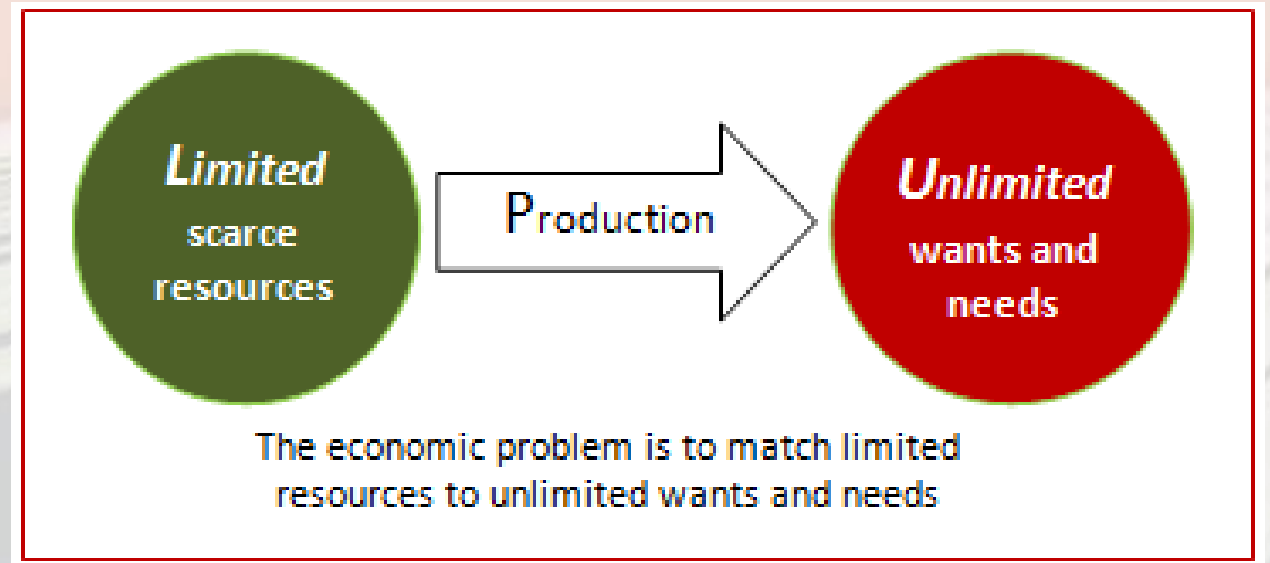 Limited
scarce
resources
Production
Unlimited
wants and
needs
The economic problem is to match limited
resources to unlimited wants and needs